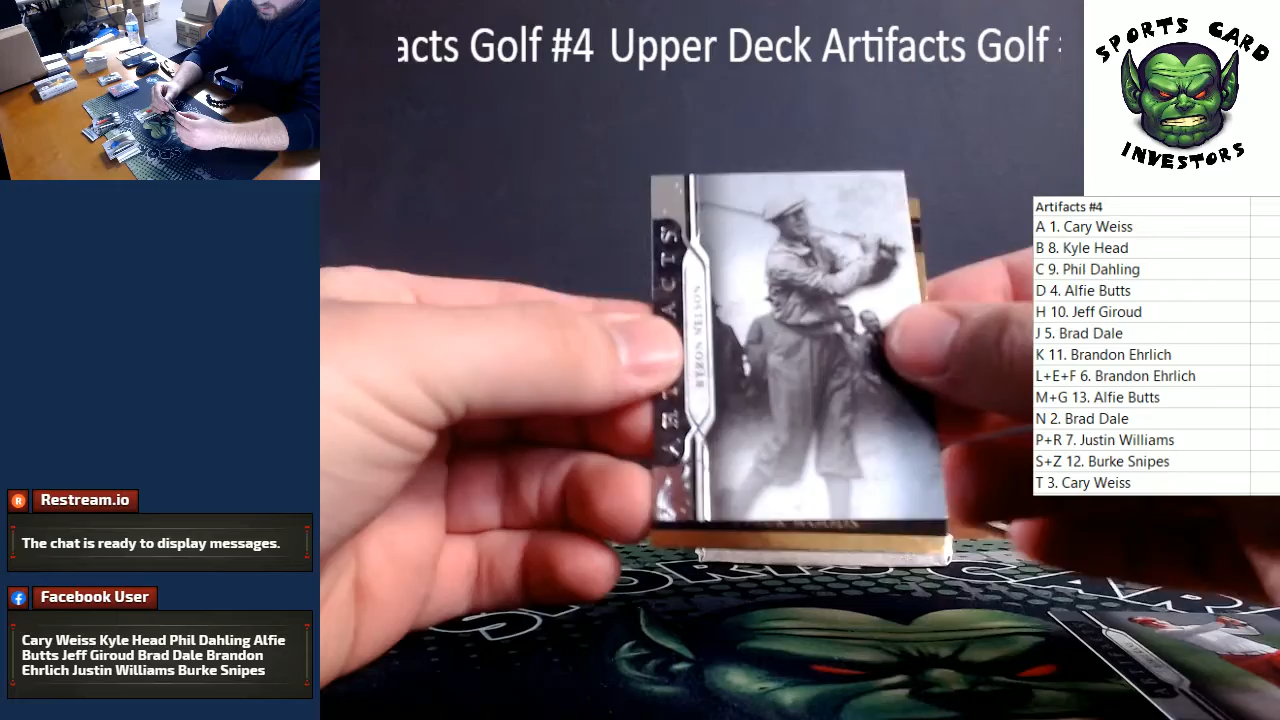 acts Golf #4 Upper Deck Artifacts Golf
SPORTS CARD
INVESTORS
Artifacts #4
A 1. Cary Weiss
B 8. Kyle Head
C 9. Phil Dahling
D 4. Alfie Butts
H 10. Jeff Giroud
J 5. Brad Dale
K 11. Brandon Ehrlich
L+E+F 6. Brandon Ehrlich
M+G 13. Alfie Butts
N 2. Brad Dale
P+R 7. Justin Williams
S+Z 12. Burke Snipes
T 3. Cary Weiss
ARTIFACTS
BYRON NELSON
Restream.io
The chat is ready to display messages.
Facebook User
Cary Weiss Kyle Head Phil Dahling Alfie
Butts Jeff Giroud Brad Dale Brandon
Ehrlich Justin Williams Burke Snipes
SPORTS CARD